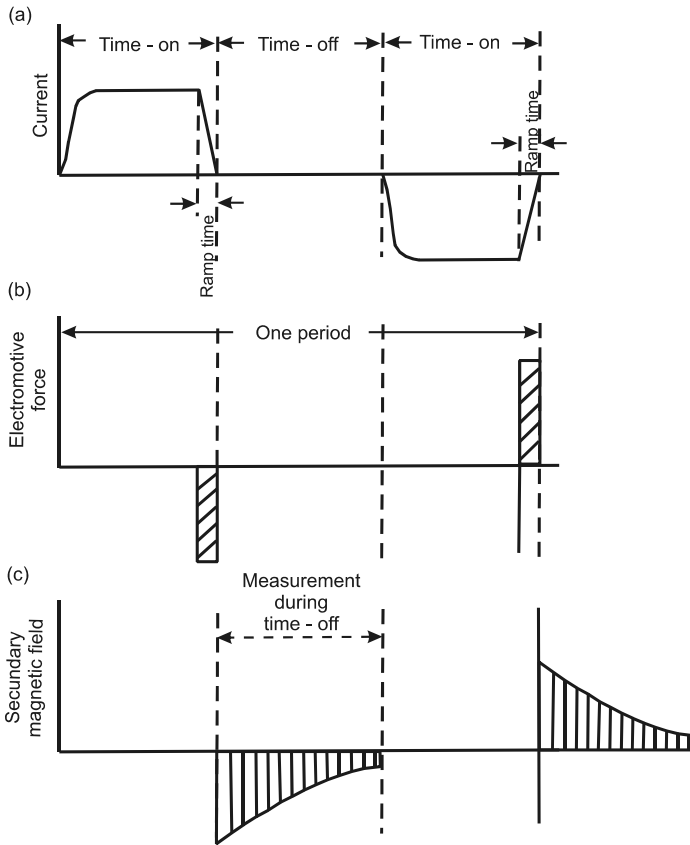 (a)
Time - on
Time - off
Time - on
Current
Ramp time
Ramp time
(b)
One period
Electromotive
force
(c)
Measurement
during
time - off
Secundary
magnetic field